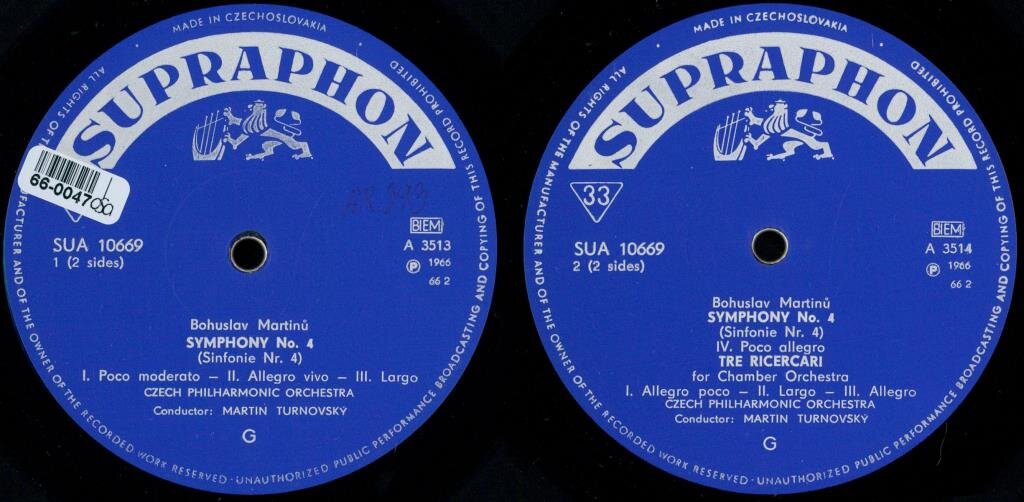 MADE IN CZECHOSLOVAKIA
SUPRAPHON
ALL RIGHTS OF
MANUFACTURER AND OF THE OWNER OF THE RECORDED WORK RESERVED - UNAUTHORIZED PUBLIC PERFORMANCE BROADCASTING AND COPYING OF THIS RECORD PROHIBITED
66-0047
SUA 10669
1 (2 sides)
BIEM
A 3513
Ⓟ 1966
66 2
Bohuslav Martinů
SYMPHONY No. 4
(Sinfonie Nr. 4)
I. Poco moderato – II. Allegro vivo – III. Largo
CZECH PHILHARMONIC ORCHESTRA
Conductor: MARTIN TURNOVSKÝ
G
MADE IN CZECHOSLOVAKIA
SUPRAPHON
ALL RIGHTS OF THE MANUFACTURER AND OF THE OWNER OF THE RECORDED WORK RESERVED - UNAUTHORIZED PUBLIC PERFORMANCE BROADCASTING AND COPYING OF THIS RECORD PROHIBITED
33
SUA 10669
2 (2 sides)
BIEM
A 3514
Ⓟ 1966
66 2
Bohuslav Martinů
SYMPHONY No. 4
(Sinfonie Nr. 4)
IV. Poco allegro
TRE RICERCARI
for Chamber Orchestra
I. Allegro poco – II. Largo – III. Allegro
CZECH PHILHARMONIC ORCHESTRA
Conductor: MARTIN TURNOVSKÝ
G